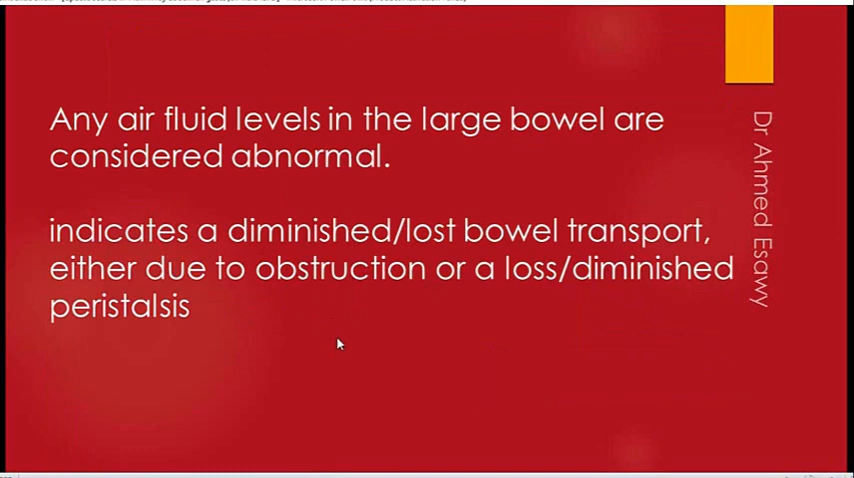 Any air fluid levels in the large bowel are
considered abnormal.
indicates a diminished/lost bowel transport,
either due to obstruction or a loss/diminished
peristalsis
Dr Ahmed Esawy